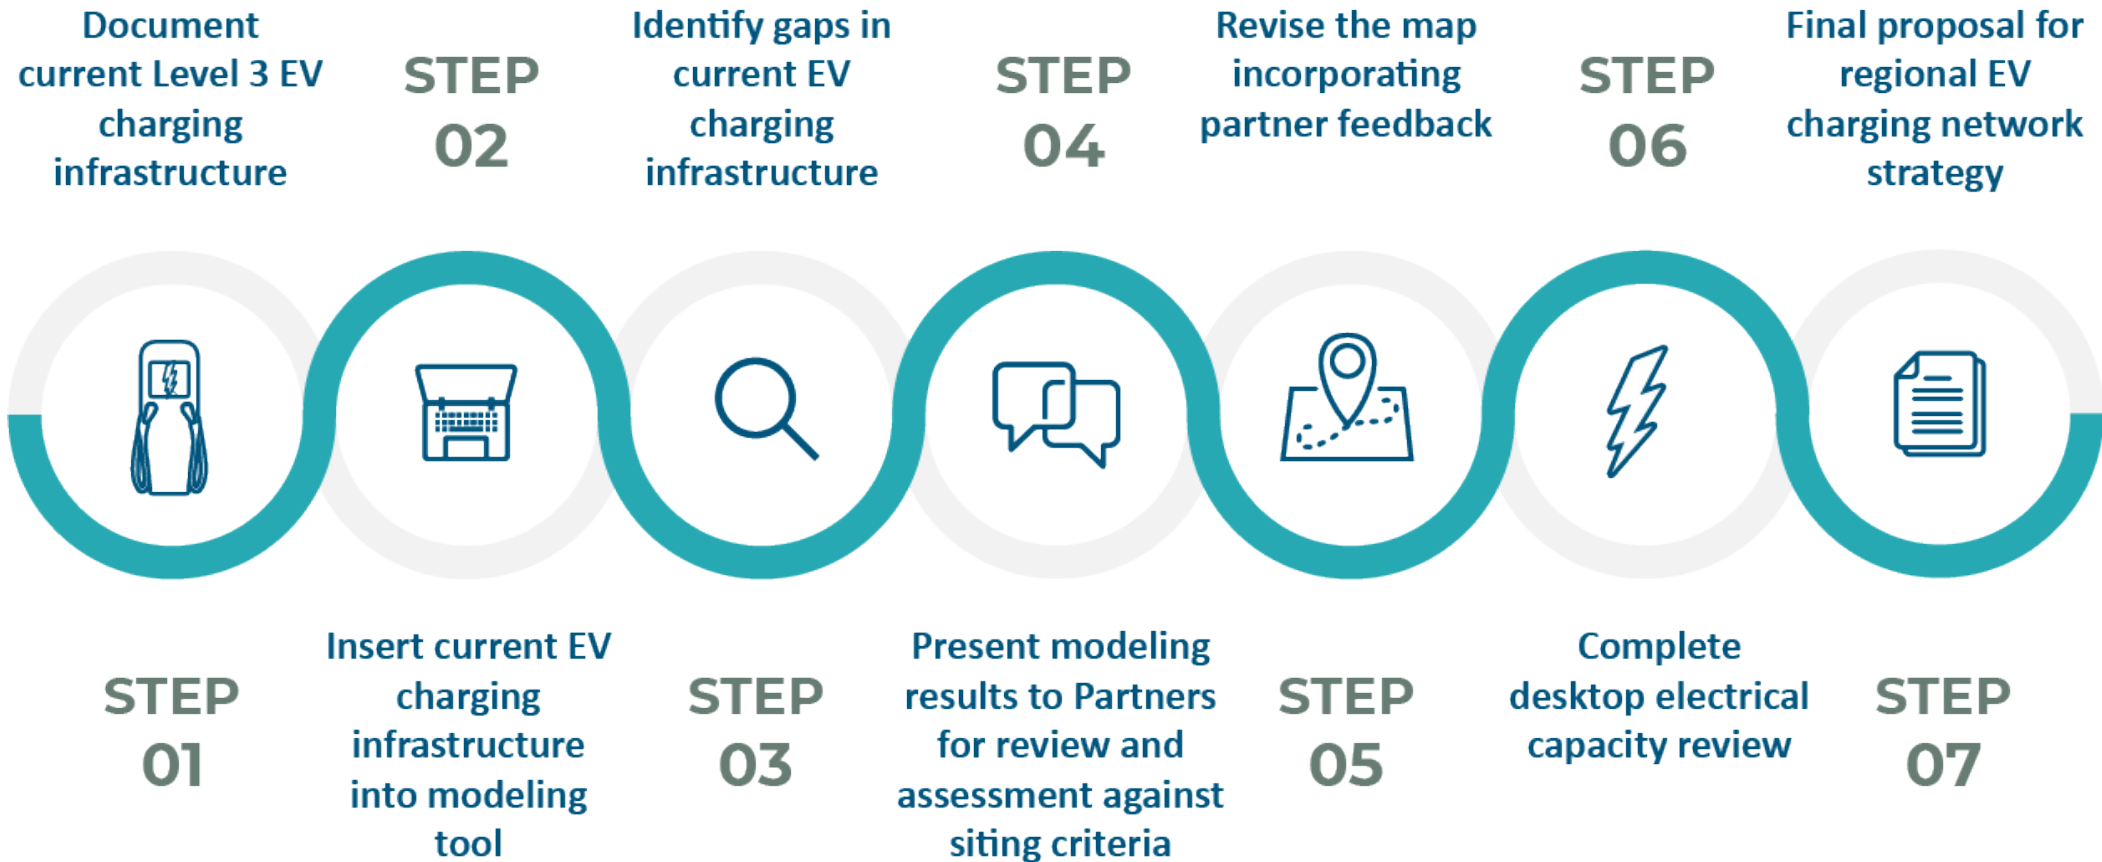 Document
current Level 3 EV
charging
infrastructure
STEP
01
STEP
02
Insert current EV
charging
infrastructure
into modeling
tool
Identify gaps in
current EV
charging
infrastructure
STEP
03
STEP
04
Present modeling
results to Partners
for review and
assessment against
siting criteria
Revise the map
incorporating
partner feedback
STEP
05
STEP
06
Complete
desktop electrical
capacity review
Final proposal for
regional EV
charging network
strategy
STEP
07